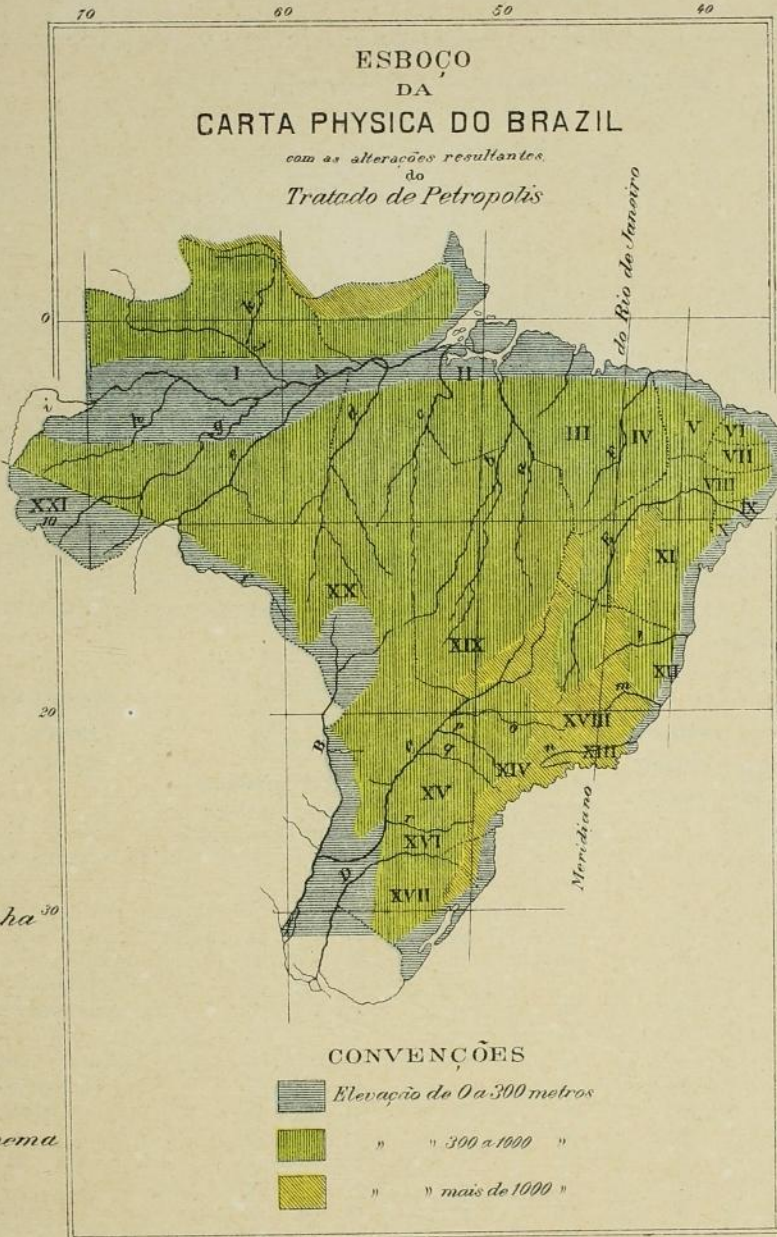 70 60 50 40
ESBOÇO
DA
CARTA PHYSICA DO BRAZIL
com as alterações resultantes
do
Tratado de Petropolis
do Rio de Janeiro
0
k
I
A
II
i
h
g
e
d
c
b
a
III
IV
V
VI
VII
VIII
IX
X
XXI
10
XI
XX
XIX
l
XII
m
20
XVIII
p
o
B
C
q
n
XIII
XIV
XV
r
XVI
Meridiano
D
XVII
ha
30
CONVENÇÕES
Elevação de 0 a 300 metros
nema
" " 300 a 1000 "
" " mais de 1000 "